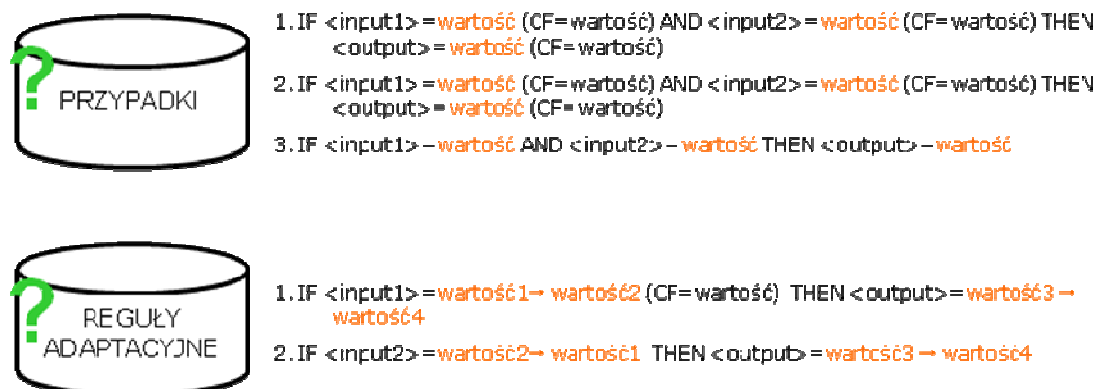 ?
PRZYPADKI
1. IF <input1>=wartość (CF=wartość) AND <input2>=wartość (CF=wartość) THEN
<output>=wartość (CF=wartość)
2. IF <input1>=wartość (CF=wartość) AND <input2>=wartość (CF=wartość) THEN
<output>=wartość (CF=wartość)
3. IF <input1>=wartość AND <input2>=wartość THEN <output>=wartość
?
REGUŁY
ADAPTACYJNE
1. IF <input1>=wartość1→ wartość2 (CF=wartość) THEN <output>=wartość3 →
wartość4
2. IF <input2>=wartość2→ wartość1 THEN <output>=wartość3 → wartość4